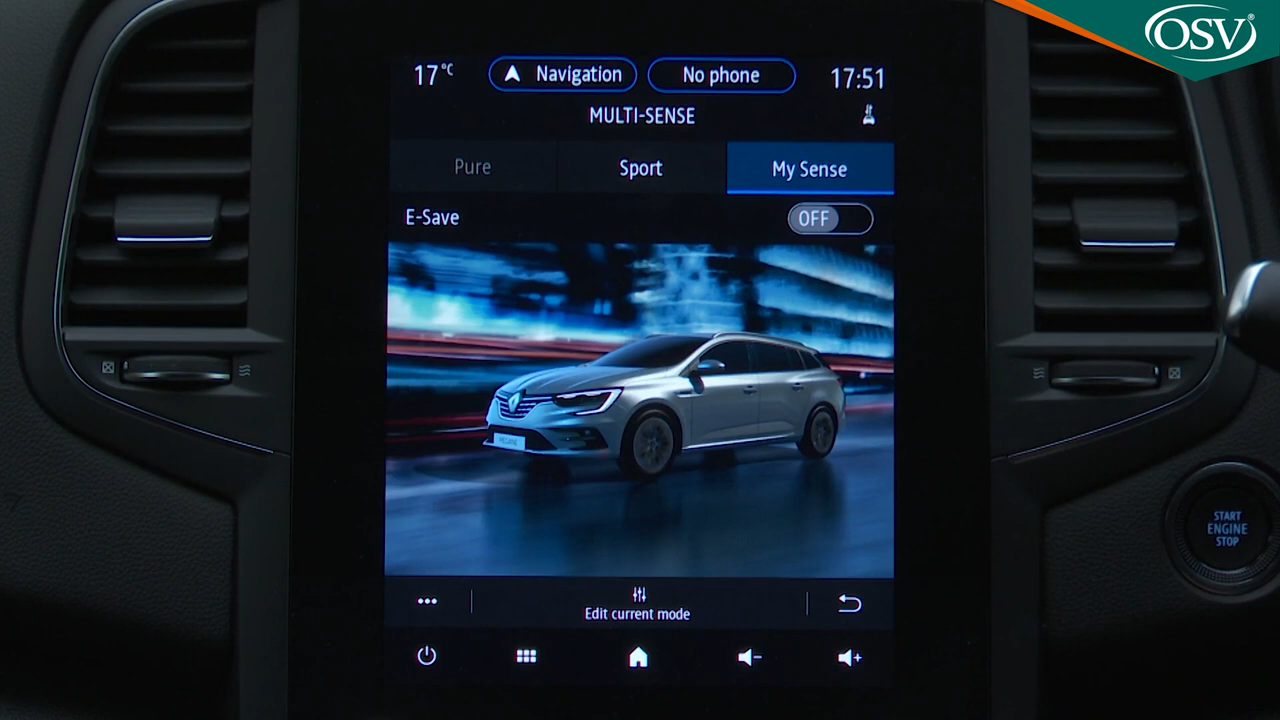 OSV
17°C
Navigation
No phone
17:51
MULTI-SENSE
Pure
Sport
My Sense
E-Save
OFF
MEGANE
START
ENGINE
STOP
Edit current mode